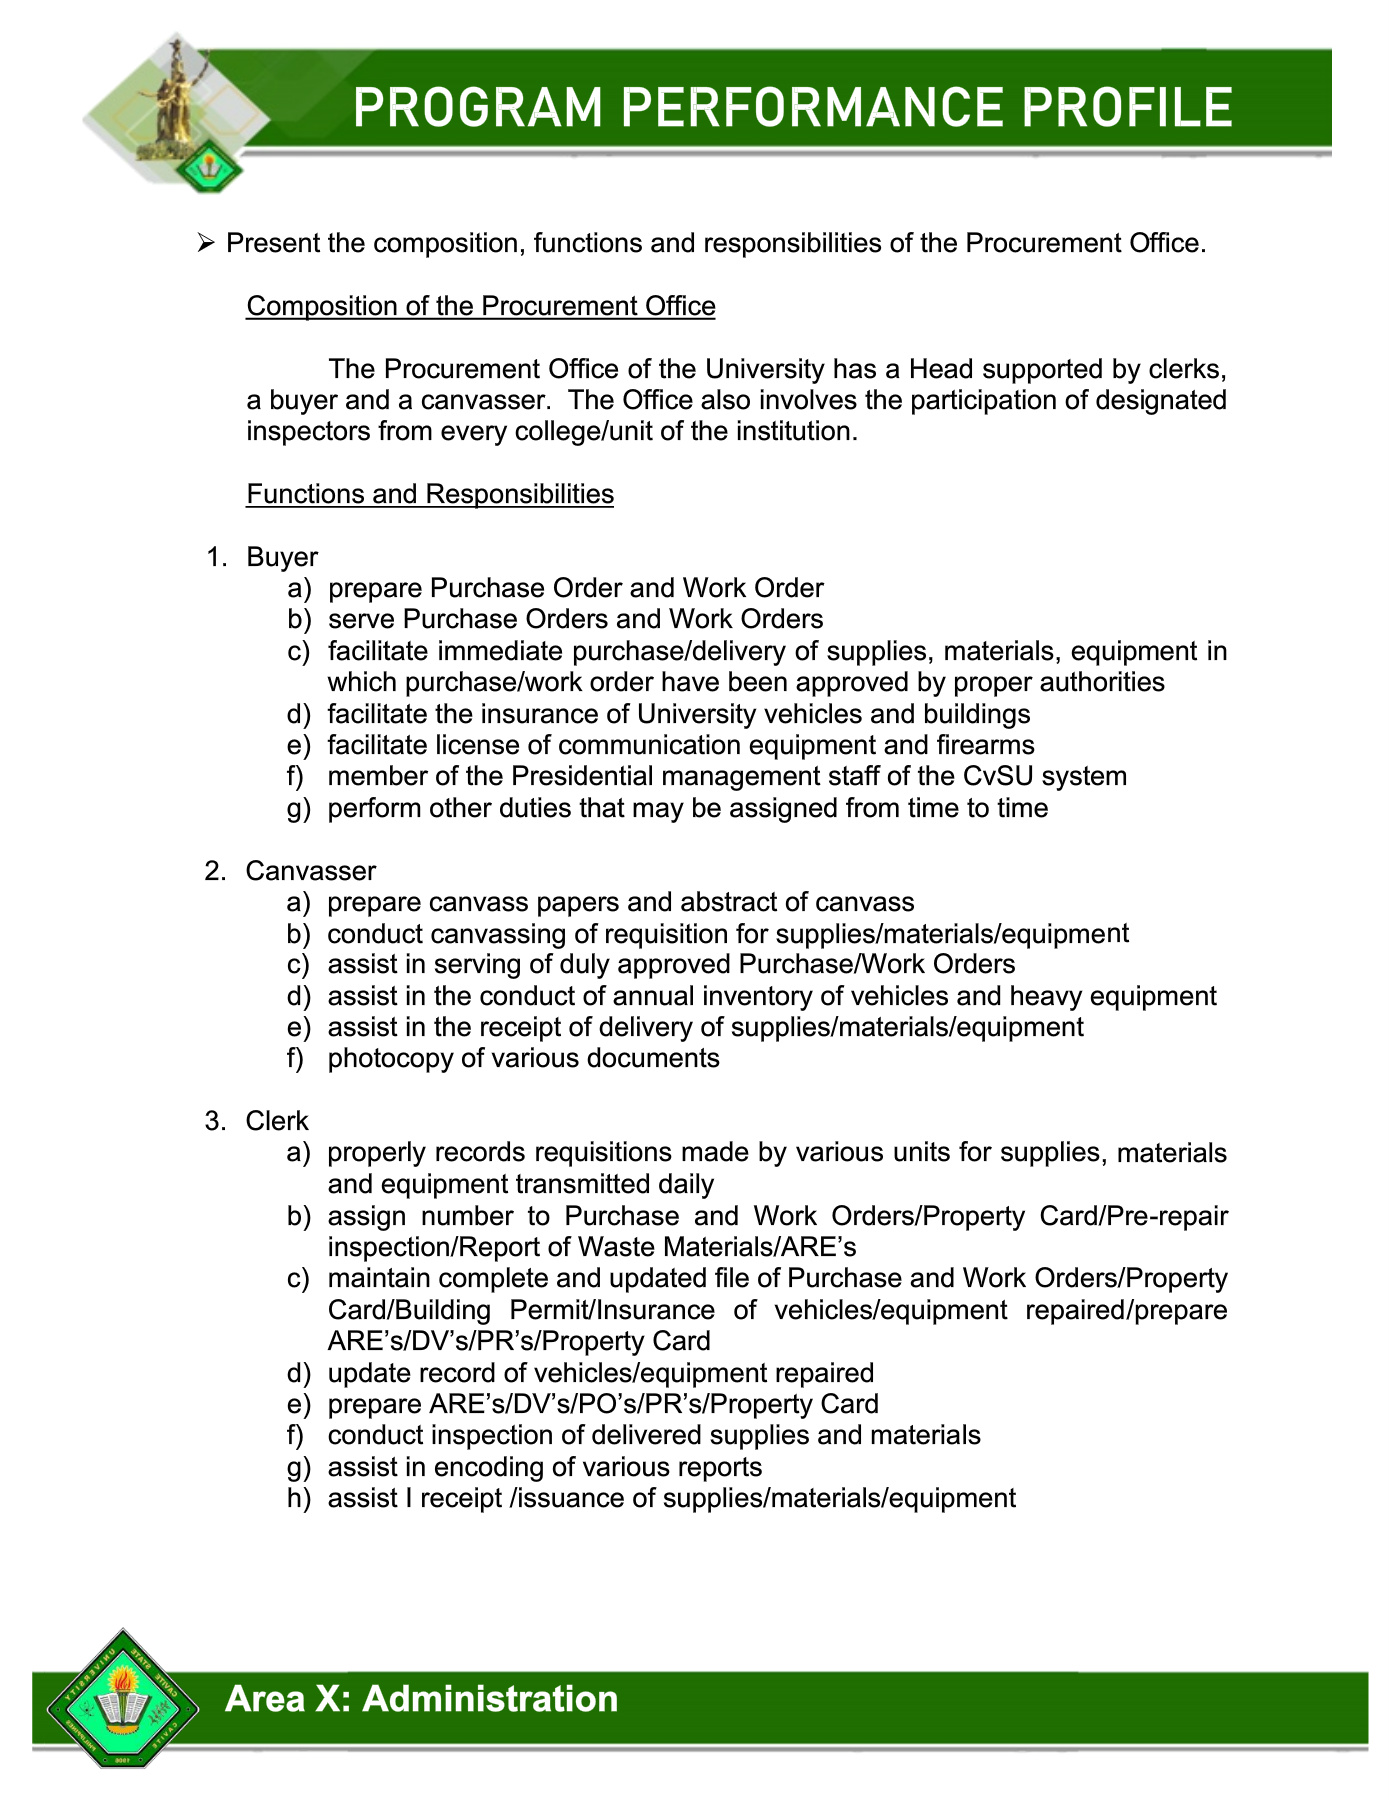 PROGRAM PERFORMANCE PROFILE
➢ Present the composition, functions and responsibilities of the Procurement Office.
Composition of the Procurement Office
The Procurement Office of the University has a Head supported by clerks,
a buyer and a canvasser. The Office also involves the participation of designated
inspectors from every college/unit of the institution.
Functions and Responsibilities
1. Buyer
a) prepare Purchase Order and Work Order
b) serve Purchase Orders and Work Orders
c) facilitate immediate purchase/delivery of supplies, materials, equipment in
which purchase/work order have been approved by proper authorities
d) facilitate the insurance of University vehicles and buildings
e) facilitate license of communication equipment and firearms
f) member of the Presidential management staff of the CvSU system
g) perform other duties that may be assigned from time to time
2. Canvasser
a) prepare canvass papers and abstract of canvass
b) conduct canvassing of requisition for supplies/materials/equipment
c) assist in serving of duly approved Purchase/Work Orders
d) assist in the conduct of annual inventory of vehicles and heavy equipment
e) assist in the receipt of delivery of supplies/materials/equipment
f) photocopy of various documents
3. Clerk
a) properly records requisitions made by various units for supplies, materials
and equipment transmitted daily
b) assign number to Purchase and Work Orders/Property Card/Pre-repair
inspection/Report of Waste Materials/ARE’s
c) maintain complete and updated file of Purchase and Work Orders/Property
Card/Building Permit/Insurance of vehicles/equipment repaired/prepare
ARE’s/DV’s/PR’s/Property Card
d) update record of vehicles/equipment repaired
e) prepare ARE’s/DV’s/PO’s/PR’s/Property Card
f) conduct inspection of delivered supplies and materials
g) assist in encoding of various reports
h) assist I receipt /issuance of supplies/materials/equipment
CAVITE STATE UNIVERSITY
CAVITE PHILIPPINES
1906
Area X: Administration